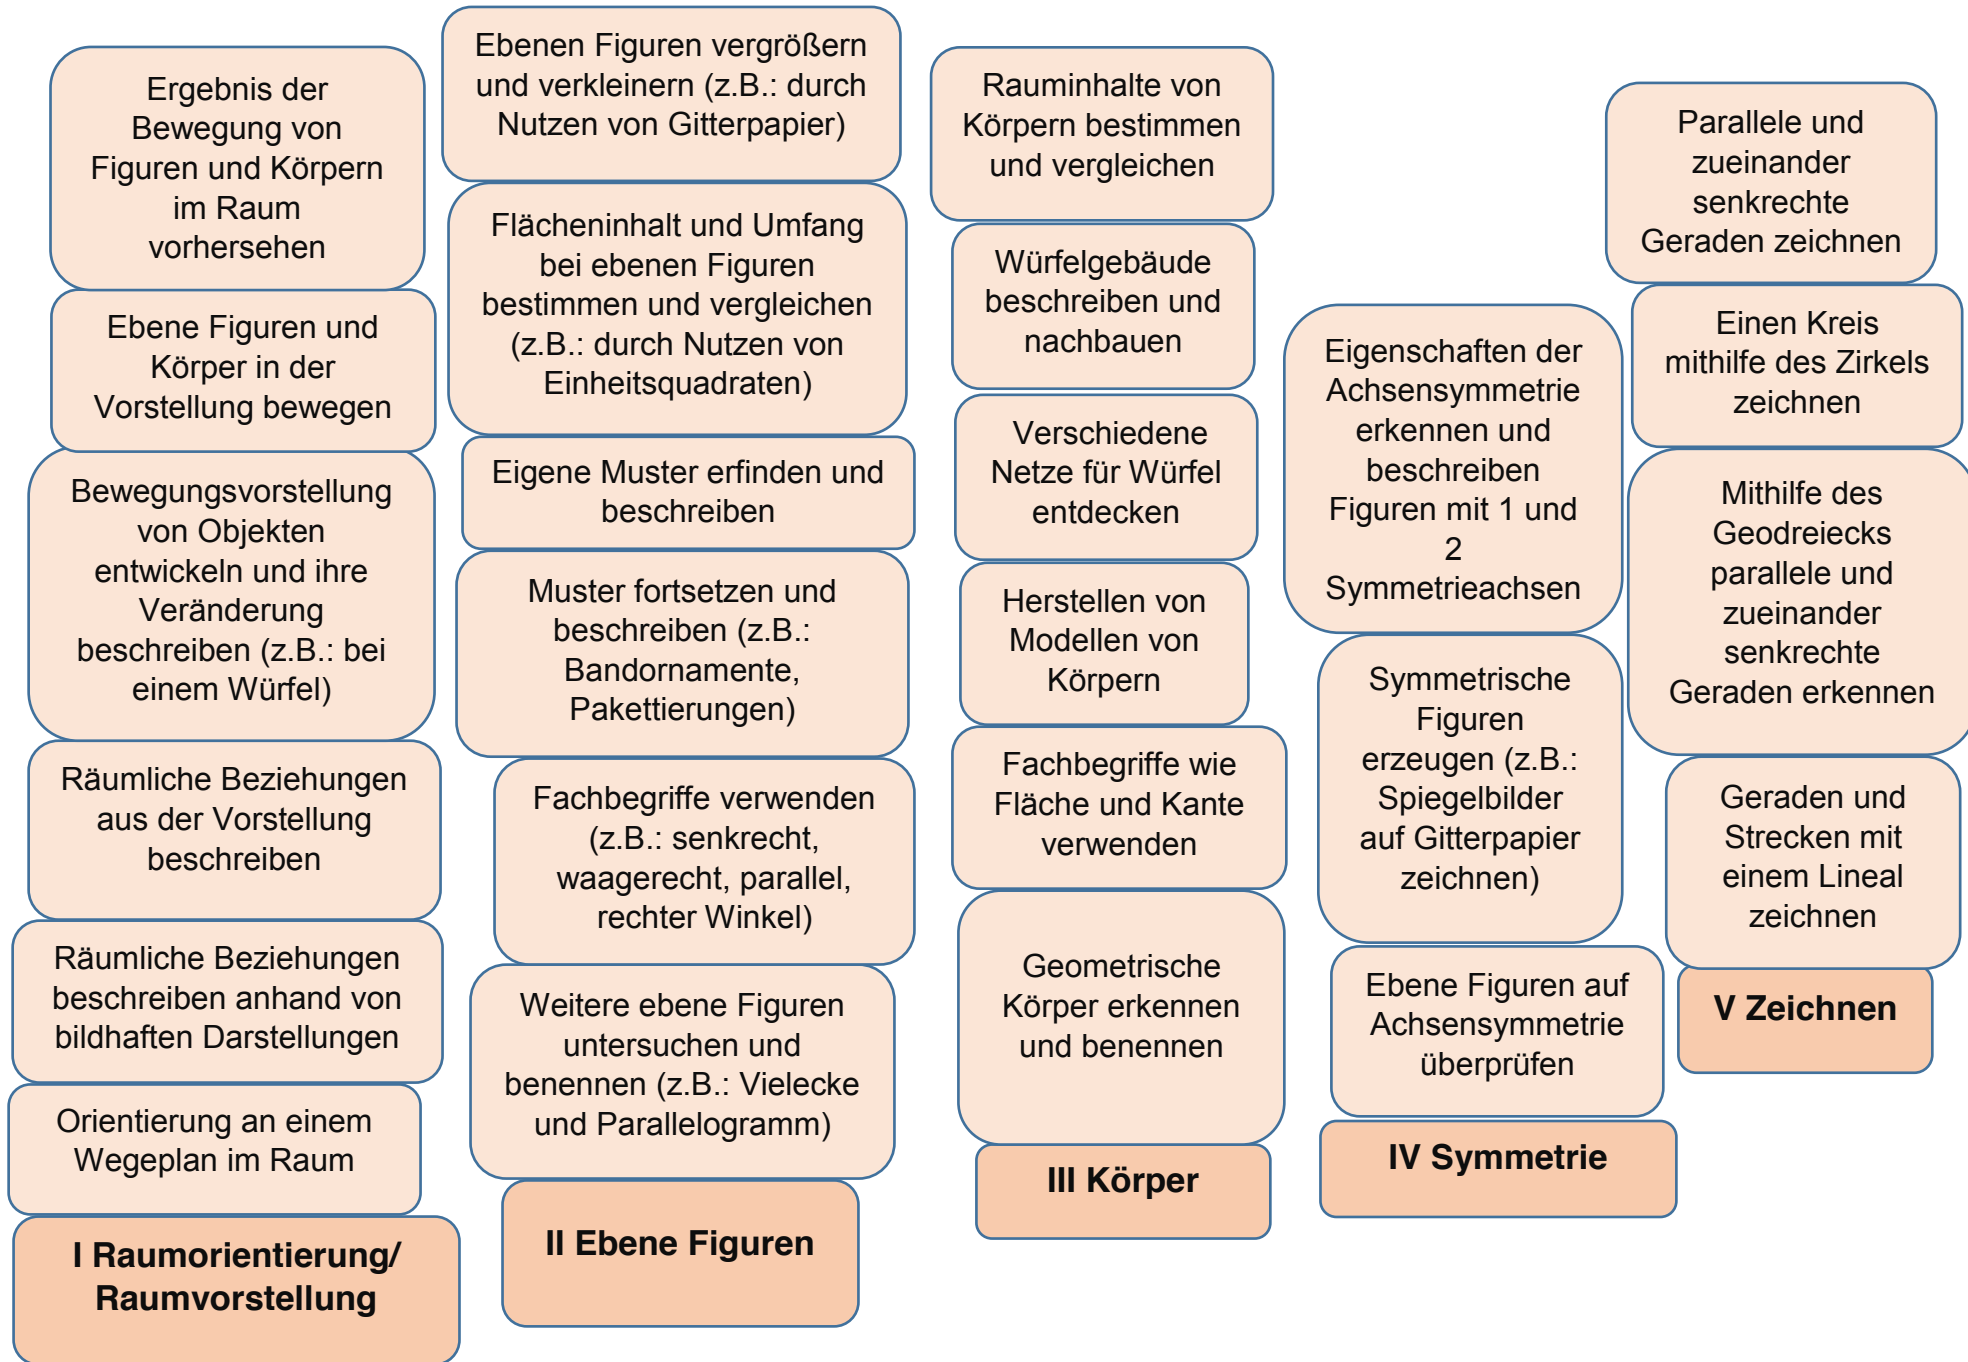 Ergebnis der
Bewegung von
Figuren und Körpern
im Raum
vorhersehen
Ebene Figuren und
Körper in der
Vorstellung bewegen
Bewegungsvorstellung
von Objekten
entwickeln und ihre
Veränderung
beschreiben (z.B.: bei
einem Würfel)
Räumliche Beziehungen
aus der Vorstellung
beschreiben
Räumliche Beziehungen
beschreiben anhand von
bildhaften Darstellungen
Orientierung an einem
Wegeplan im Raum
I Raumorientierung/
Raumvorstellung
Ebenen Figuren vergrößern
und verkleinern (z.B.: durch
Nutzen von Gitterpapier)
Flächeninhalt und Umfang
bei ebenen Figuren
bestimmen und vergleichen
(z.B.: durch Nutzen von
Einheitsquadraten)
Eigene Muster erfinden und
beschreiben
Muster fortsetzen und
beschreiben (z.B.:
Bandornamente,
Pakettierungen)
Fachbegriffe verwenden
(z.B.: senkrecht,
waagerecht, parallel,
rechter Winkel)
Weitere ebene Figuren
untersuchen und
benennen (z.B.: Vielecke
und Parallelogramm)
II Ebene Figuren
Rauminhalte von
Körpern bestimmen
und vergleichen
Würfelgebäude
beschreiben und
nachbauen
Verschiedene
Netze für Würfel
entdecken
Herstellen von
Modellen von
Körpern
Fachbegriffe wie
Fläche und Kante
verwenden
Geometrische
Körper erkennen
und benennen
III Körper
Eigenschaften der
Achsensymmetrie
erkennen und
beschreiben
Figuren mit 1 und
2
Symmetrieachsen
Symmetrische
Figuren
erzeugen (z.B.:
Spiegelbilder
auf Gitterpapier
zeichnen)
Ebene Figuren auf
Achsensymmetrie
überprüfen
IV Symmetrie
Parallele und
zueinander
senkrechte
Geraden zeichnen
Einen Kreis
mithilfe des Zirkels
zeichnen
Mithilfe des
Geodreiecks
parallele und
zueinander
senkrechte
Geraden erkennen
Geraden und
Strecken mit
einem Lineal
zeichnen
V Zeichnen